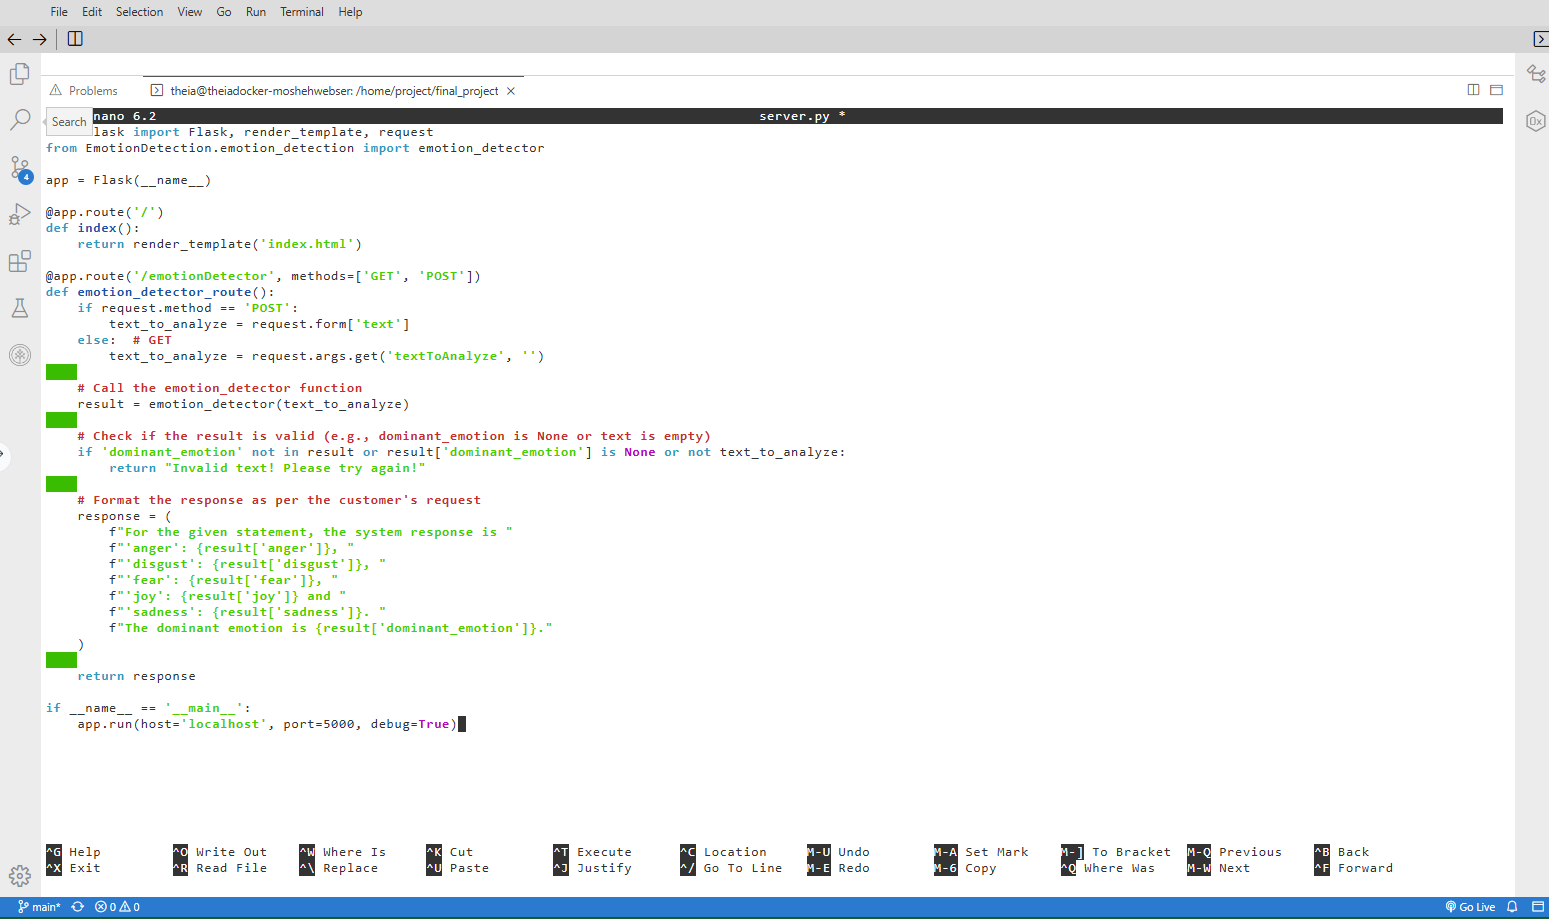 File Edit Selection View Go Run Terminal Help
Problems theia@theiadocker-moshehwebser: /home/project/final_project
Search nano 6.2 server.py *
lask import Flask, render_template, request
from EmotionDetection.emotion_detection import emotion_detector
app = Flask(__name__)
@app.route('/')
def index():
    return render_template('index.html')
@app.route('/emotionDetector', methods=['GET', 'POST'])
def emotion_detector_route():
    if request.method == 'POST':
        text_to_analyze = request.form['text']
    else:  # GET
        text_to_analyze = request.args.get('textToAnalyze', '')
    # Call the emotion_detector function
    result = emotion_detector(text_to_analyze)
    # Check if the result is valid (e.g., dominant_emotion is None or text is empty)
    if 'dominant_emotion' not in result or result['dominant_emotion'] is None or not text_to_analyze:
        return "Invalid text! Please try again!"
    # Format the response as per the customer's request
    response = (
        f"For the given statement, the system response is "
        f"'anger': {result['anger']}, "
        f"'disgust': {result['disgust']}, "
        f"'fear': {result['fear']}, "
        f"'joy': {result['joy']} and "
        f"'sadness': {result['sadness']}. "
        f"The dominant emotion is {result['dominant_emotion']}."
    )
    return response
if __name__ == '__main__':
    app.run(host='localhost', port=5000, debug=True)
^G Help ^O Write Out ^W Where Is ^K Cut ^T Execute ^C Location M-U Undo M-A Set Mark M-] To Bracket M-Q Previous ^B Back
^X Exit ^R Read File ^\ Replace ^U Paste ^J Justify ^/ Go To Line M-E Redo M-6 Copy ^Q Where Was M-W Next ^F Forward
main* 0 0 Go Live
4
0x